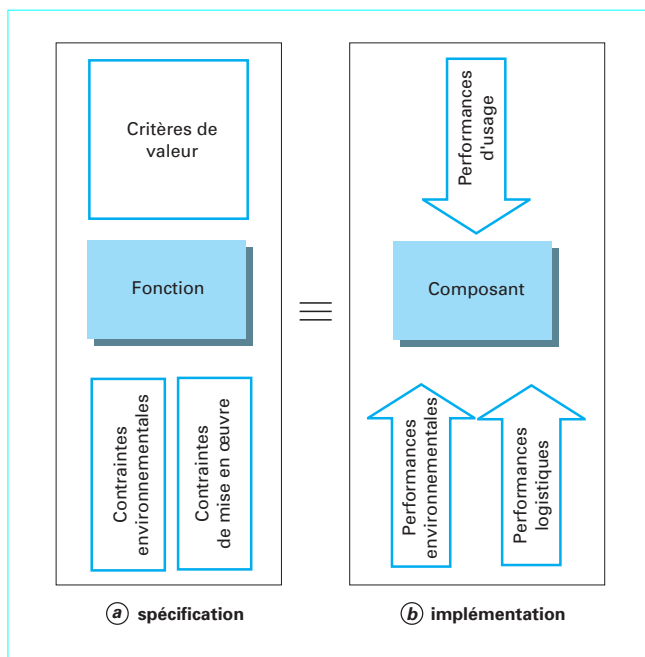 Critères de
valeur
Fonction
Contraintes
environnementales
Contraintes
de mise en œuvre
a spécification
Performances
d'usage
Composant
Performances
environnementales
Performances
logistiques
b implémentation